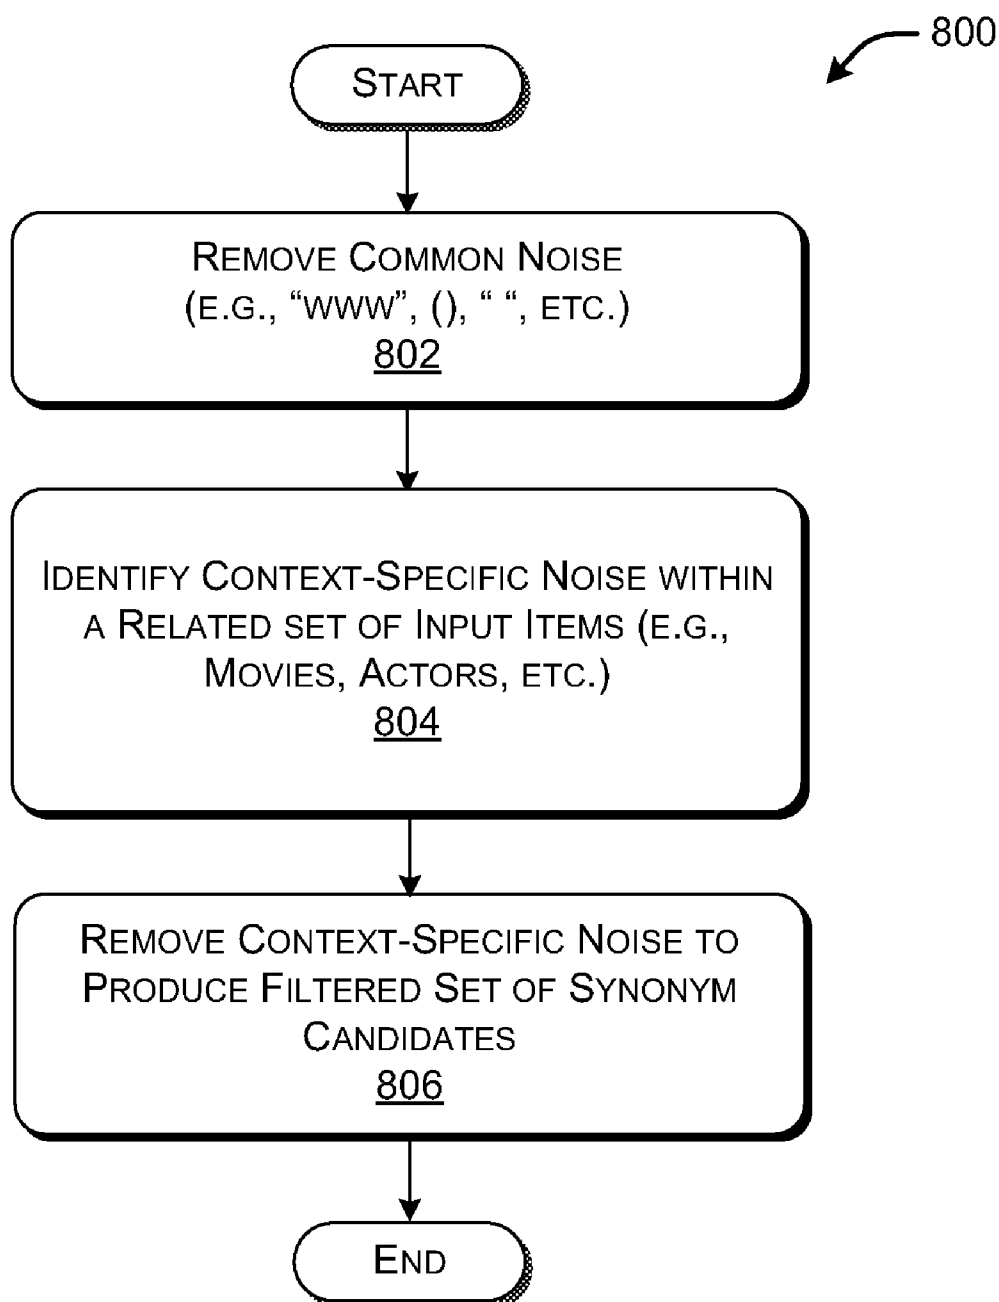 800
START
REMOVE COMMON NOISE
(E.G., “WWW”, (), “ “, ETC.)
802
IDENTIFY CONTEXT-SPECIFIC NOISE WITHIN
A RELATED SET OF INPUT ITEMS (E.G.,
MOVIES, ACTORS, ETC.)
804
REMOVE CONTEXT-SPECIFIC NOISE TO
PRODUCE FILTERED SET OF SYNONYM
CANDIDATES
806
END